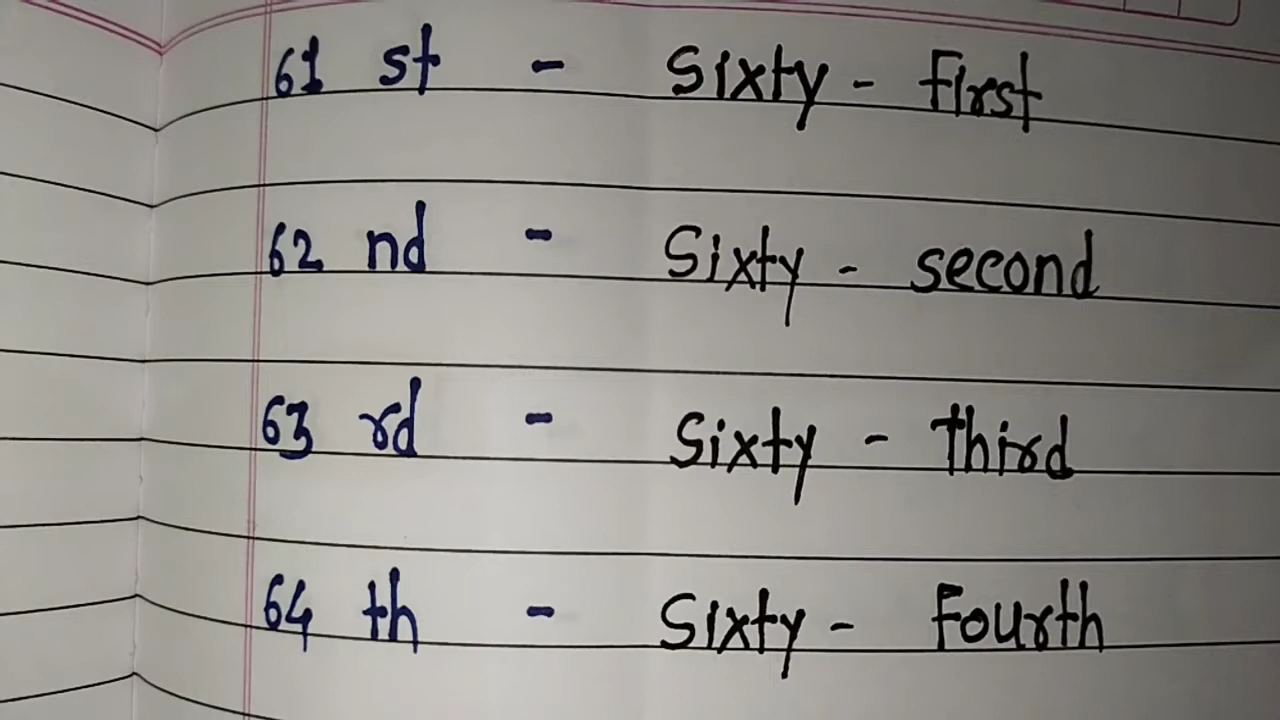 61 st - Sixty - first
62 nd - Sixty - second
63 rd - Sixty - third
64 th - Sixty - Fourth